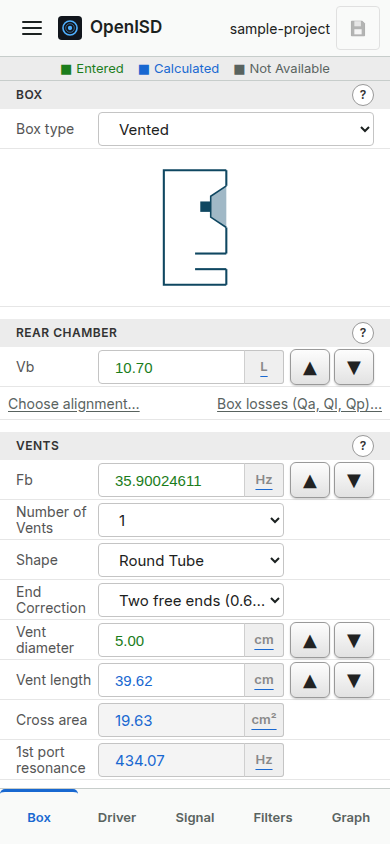 OpenISD
sample-project
Entered
Calculated
Not Available
BOX
?
Box type
Vented
REAR CHAMBER
?
Vb
10.70
L
▲
▼
Choose alignment...
Box losses (Qa, Ql, Qp)...
VENTS
?
Fb
35.90024611
Hz
▲
▼
Number of
Vents
1
Shape
Round Tube
End
Correction
Two free ends (0.6...
Vent
diameter
5.00
cm
▲
▼
Vent length
39.62
cm
▲
▼
Cross area
19.63
cm²
1st port
resonance
434.07
Hz
Box
Driver
Signal
Filters
Graph